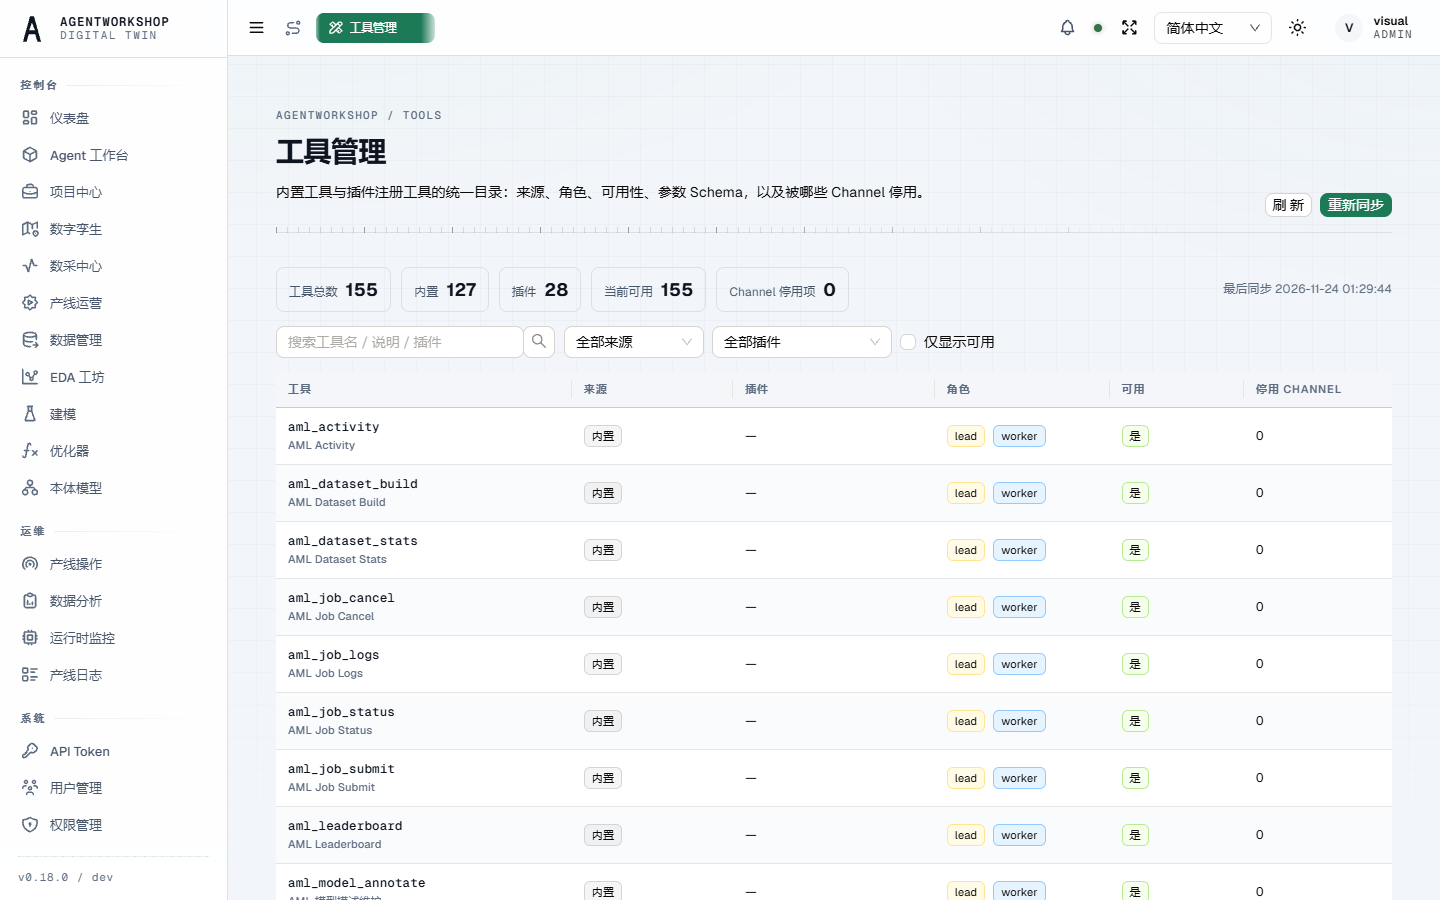 AGENTWORKSHOP
DIGITAL TWIN
控制台
仪表盘
Agent 工作台
项目中心
数字孪生
数采中心
产线运营
数据管理
EDA 工坊
建模
优化器
本体模型
运维
产线操作
数据分析
运行时监控
产线日志
系统
API Token
用户管理
权限管理
v0.18.0 / dev
工具管理
简体中文
V
visual
ADMIN
AGENTWORKSHOP / TOOLS
工具管理
内置工具与插件注册工具的统一目录：来源、角色、可用性、参数 Schema，以及被哪些 Channel 停用。
刷 新
重新同步
工具总数 155
内置 127
插件 28
当前可用 155
Channel 停用项 0
最后同步 2026-11-24 01:29:44
搜索工具名 / 说明 / 插件
全部来源
全部插件
仅显示可用
工具 来源 插件 角色 可用 停用 CHANNEL
aml_activity
AML Activity
内置 — lead worker 是 0
aml_dataset_build
AML Dataset Build
内置 — lead worker 是 0
aml_dataset_stats
AML Dataset Stats
内置 — lead worker 是 0
aml_job_cancel
AML Job Cancel
内置 — lead worker 是 0
aml_job_logs
AML Job Logs
内置 — lead worker 是 0
aml_job_status
AML Job Status
内置 — lead worker 是 0
aml_job_submit
AML Job Submit
内置 — lead worker 是 0
aml_leaderboard
AML Leaderboard
内置 — lead worker 是 0
aml_model_annotate
内置 — lead worker 是 0